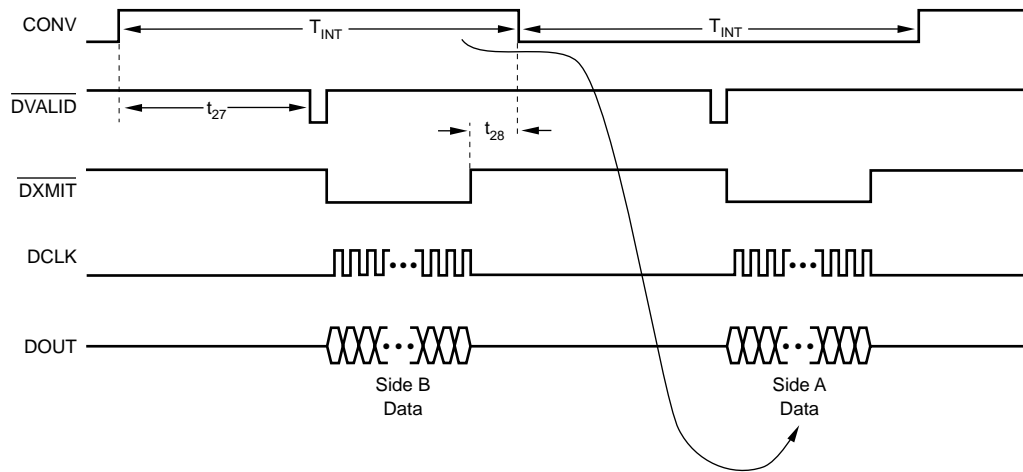 CONV
T_INT
T_INT
DVALID
t_27
t_28
DXMIT
DCLK
DOUT
Side B
Data
Side A
Data